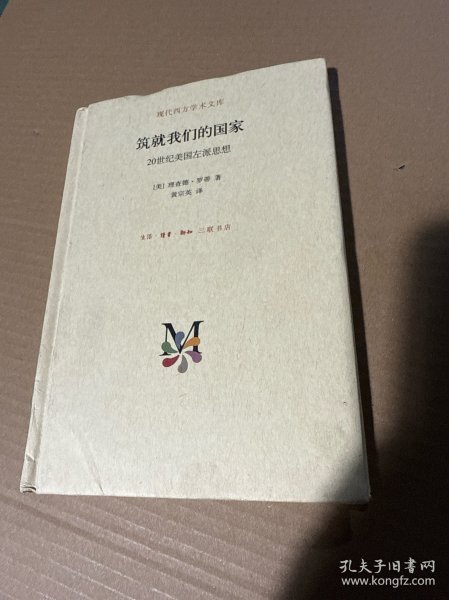 现代西方学术文库
筑就我们的国家
20世纪美国左派思想
[美] 理查德·罗蒂 著
黄宗英 译
生活·讀書·新知 三联书店
M
孔夫子旧书网
www.kongfz.com